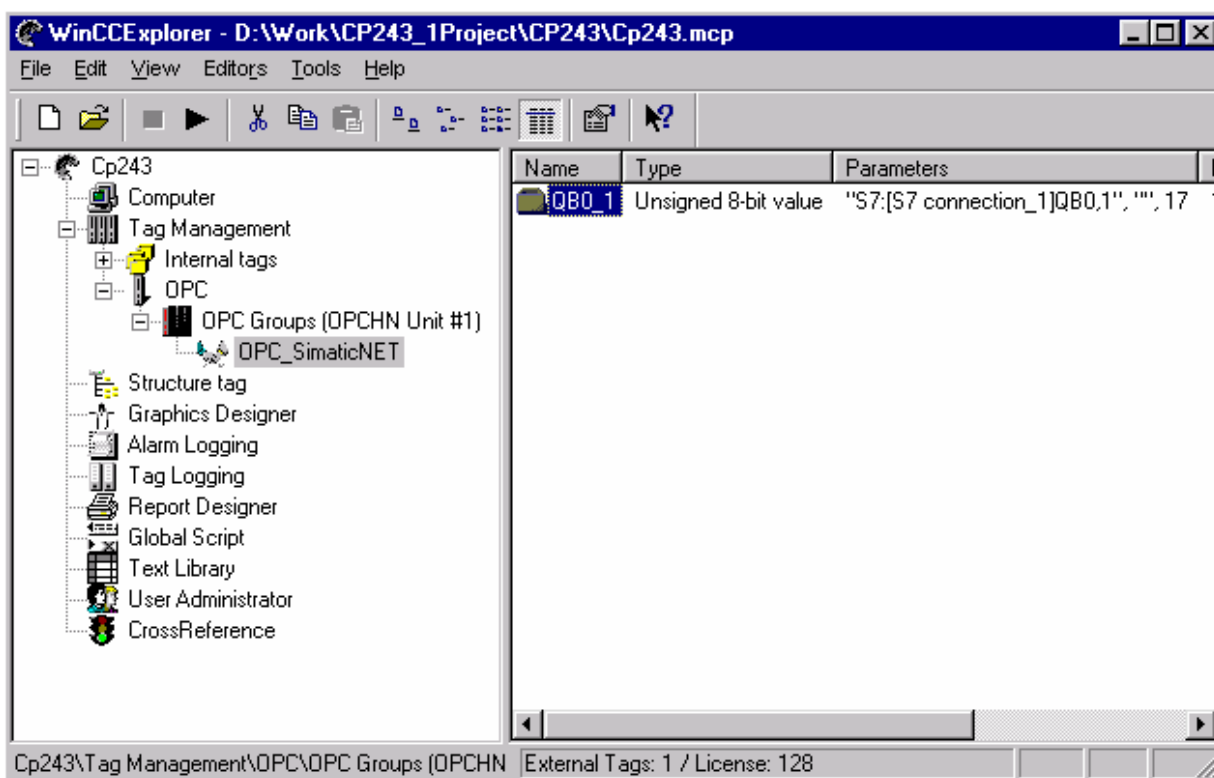 WinCCExplorer - D:\Work\CP243_1Project\CP243\Cp243.mcp
File Edit View Editors Tools Help
Cp243
Computer
Tag Management
Internal tags
OPC
OPC Groups (OPCHN Unit #1)
OPC_SimaticNET
Structure tag
Graphics Designer
Alarm Logging
Tag Logging
Report Designer
Global Script
Text Library
User Administrator
CrossReference
Name Type Parameters
QB0_1 Unsigned 8-bit value "S7:[S7 connection_1]QB0,1", "", 17
Cp243\Tag Management\OPC\OPC Groups (OPCHN External Tags: 1 / License: 128